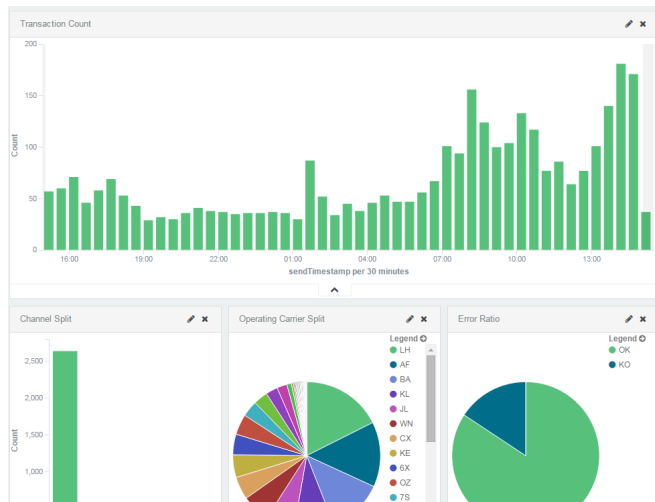 Transaction Count
200
150
100
50
0
Count
16:00 19:00 22:00 01:00 04:00 07:00 10:00 13:00
sendTimestamp per 30 minutes
Channel Split
2,500
2,000
1,500
1,000
Count
Operating Carrier Split
Legend
LH
AF
BA
KL
JL
WN
CX
KE
6X
OZ
7S
Error Ratio
Legend
OK
KO